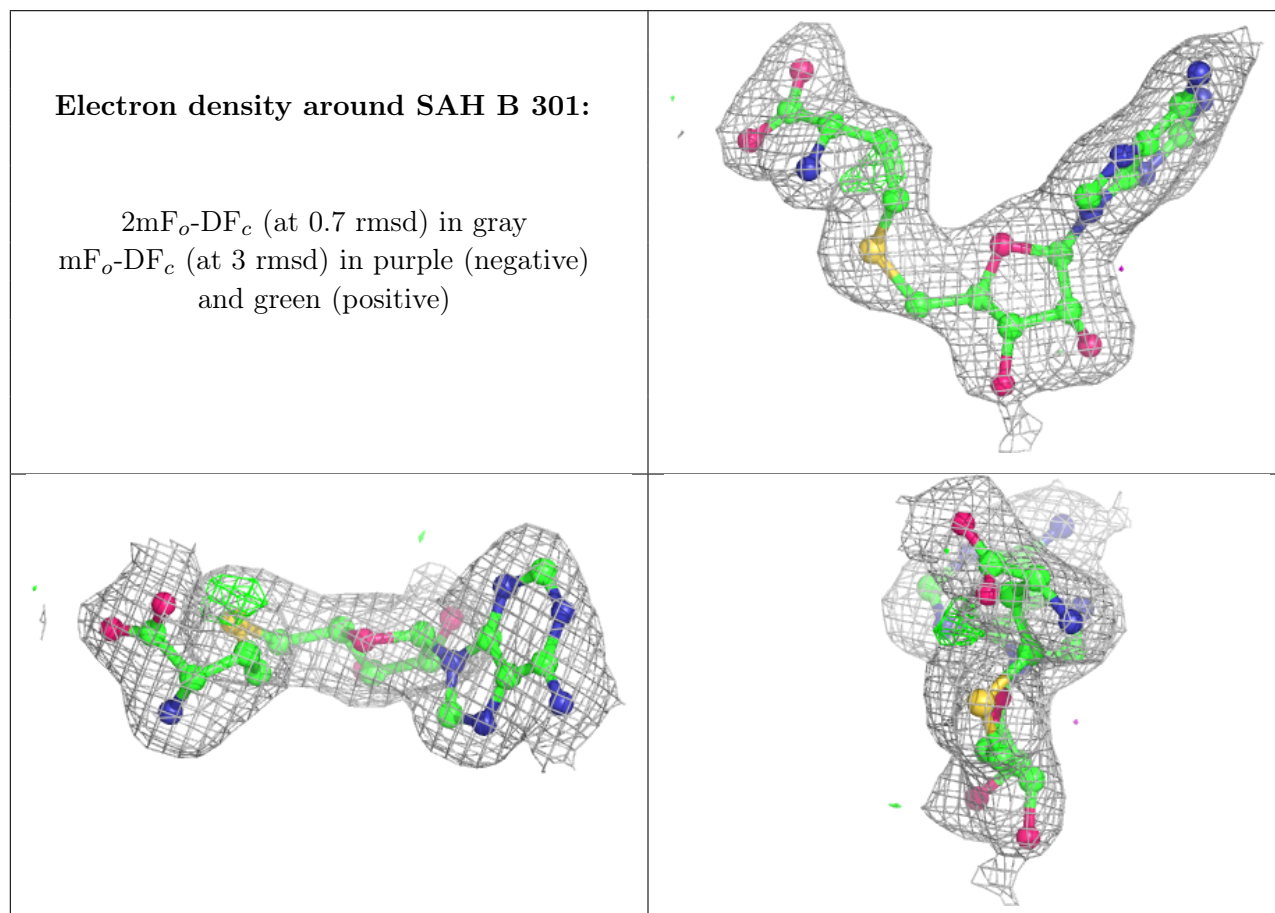 Electron density around SAH B 301:
2mFo-DFc (at 0.7 rmsd) in gray
mFo-DFc (at 3 rmsd) in purple (negative)
and green (positive)